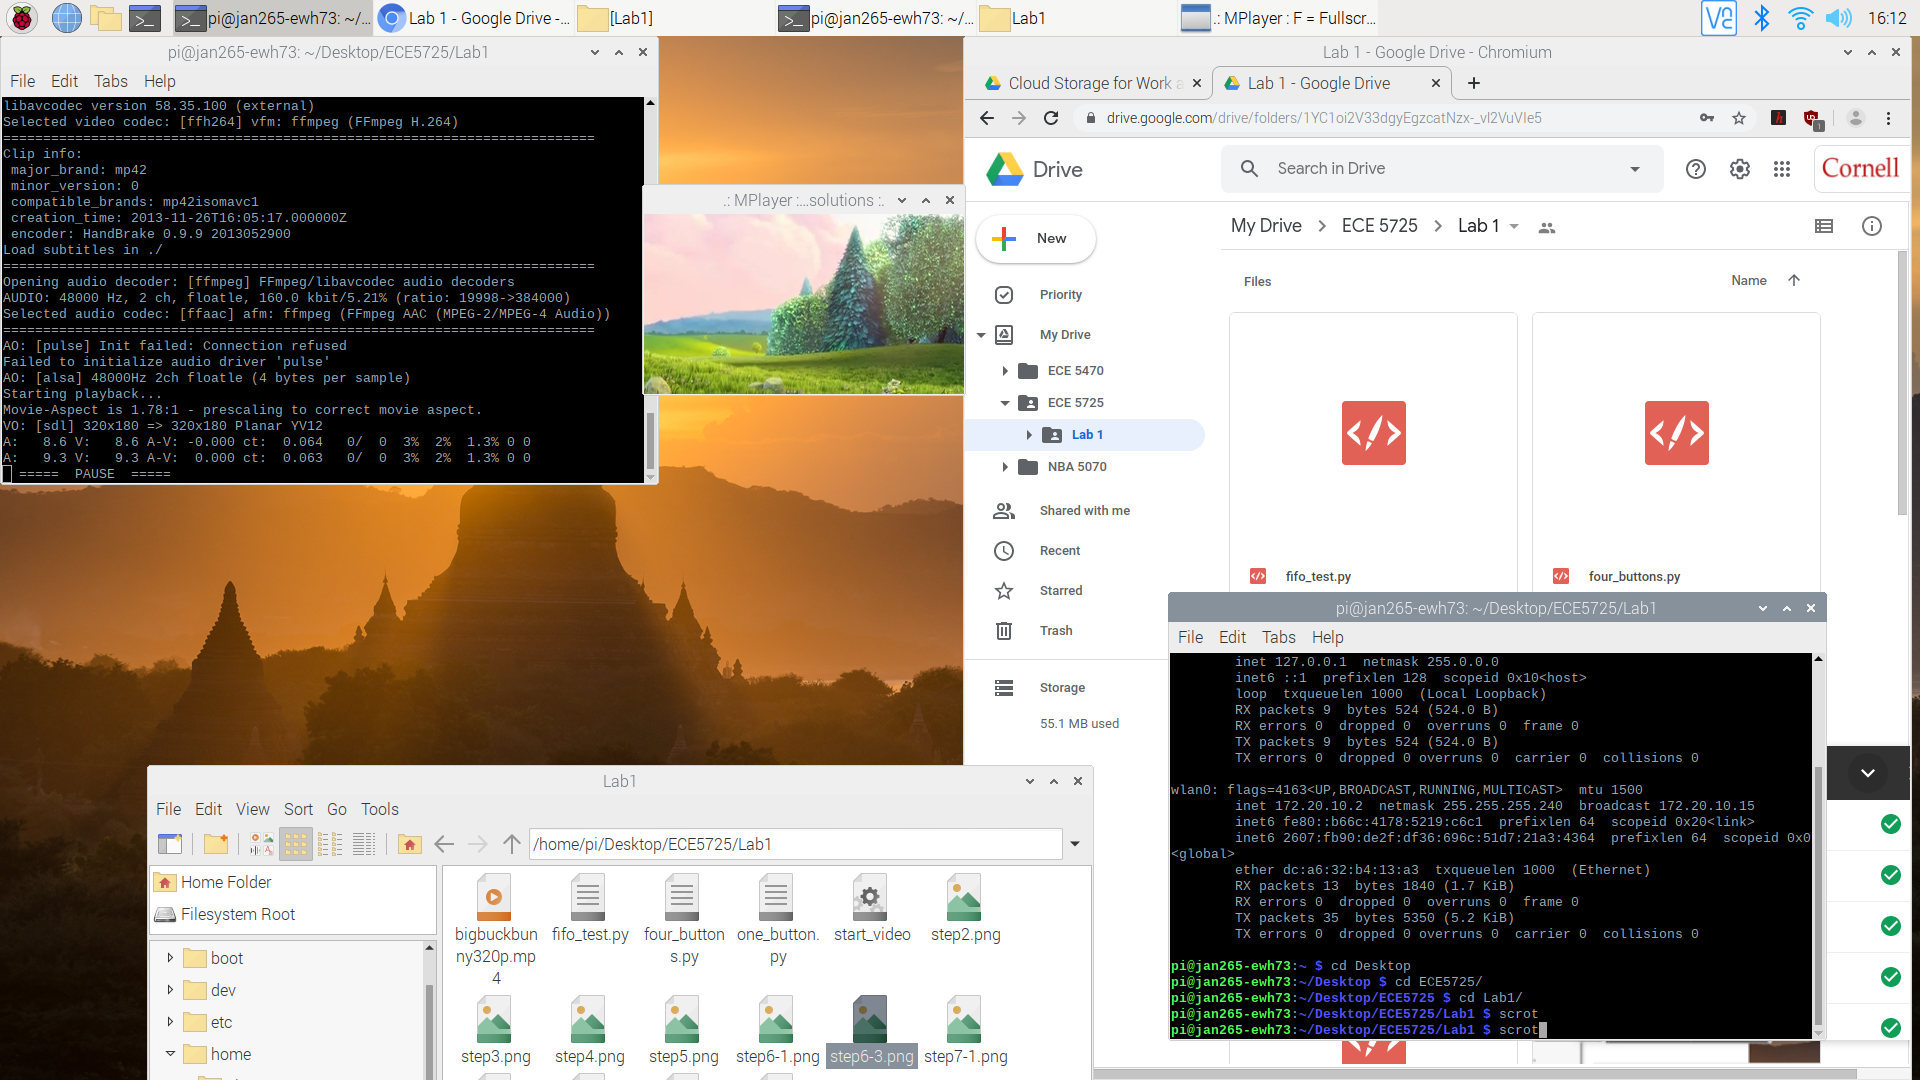 pi@jan265-ewh73: ~/...
Lab 1 - Google Drive -...
[Lab1]
pi@jan265-ewh73: ~/...
Lab1
.: MPlayer : F = Fullscr...
16:12
pi@jan265-ewh73: ~/Desktop/ECE5725/Lab1
File Edit Tabs Help
libavcodec version 58.35.100 (external)
Selected video codec: [ffh264] vfm: ffmpeg (FFmpeg H.264)
==========================================================================
Clip info:
major_brand: mp42
minor_version: 0
compatible_brands: mp42isomavc1
creation_time: 2013-11-26T16:05:17.000000Z
encoder: HandBrake 0.9.9 2013052900
Load subtitles in ./
==========================================================================
Opening audio decoder: [ffmpeg] FFmpeg/libavcodec audio decoders
AUDIO: 48000 Hz, 2 ch, floatle, 160.0 kbit/5.21% (ratio: 19998->384000)
Selected audio codec: [ffaac] afm: ffmpeg (FFmpeg AAC (MPEG-2/MPEG-4 Audio))
==========================================================================
AO: [pulse] Init failed: Connection refused
Failed to initialize audio driver 'pulse'
AO: [alsa] 48000Hz 2ch floatle (4 bytes per sample)
Starting playback...
Movie-Aspect is 1.78:1 - prescaling to correct movie aspect.
VO: [sdl] 320x180 => 320x180 Planar YV12
A: 8.6 V: 8.6 A-V: -0.000 ct: 0.064 0/ 0 3% 2% 1.3% 0 0
A: 9.3 V: 9.3 A-V: 0.000 ct: 0.063 0/ 0 3% 2% 1.3% 0 0
===== PAUSE =====
.: MPlayer :...solutions :.
Lab 1 - Google Drive - Chromium
Cloud Storage for Work a
Lab 1 - Google Drive
drive.google.com/drive/folders/1YC1oi2V33dgyEgzcatNzx-_vl2VuVIe5
Drive
Search in Drive
Cornell
New
My Drive > ECE 5725 > Lab 1
Files
Name
Priority
My Drive
ECE 5470
ECE 5725
Lab 1
NBA 5070
Shared with me
Recent
Starred
Trash
Storage
55.1 MB used
fifo_test.py
four_buttons.py
pi@jan265-ewh73: ~/Desktop/ECE5725/Lab1
File Edit Tabs Help
inet 127.0.0.1 netmask 255.0.0.0
inet6 ::1 prefixlen 128 scopeid 0x10<host>
loop txqueuelen 1000 (Local Loopback)
RX packets 9 bytes 524 (524.0 B)
RX errors 0 dropped 0 overruns 0 frame 0
TX packets 9 bytes 524 (524.0 B)
TX errors 0 dropped 0 overruns 0 carrier 0 collisions 0
wlan0: flags=4163<UP,BROADCAST,RUNNING,MULTICAST> mtu 1500
inet 172.20.10.2 netmask 255.255.255.240 broadcast 172.20.10.15
inet6 fe80::b66c:4178:5219:c6c1 prefixlen 64 scopeid 0x20<link>
inet6 2607:fb90:de2f:df36:696c:51d7:21a3:4364 prefixlen 64 scopeid 0x0
<global>
ether dc:a6:32:b4:13:a3 txqueuelen 1000 (Ethernet)
RX packets 13 bytes 1840 (1.7 KiB)
RX errors 0 dropped 0 overruns 0 frame 0
TX packets 35 bytes 5350 (5.2 KiB)
TX errors 0 dropped 0 overruns 0 carrier 0 collisions 0
pi@jan265-ewh73:~ $ cd Desktop
pi@jan265-ewh73:~/Desktop $ cd ECE5725/
pi@jan265-ewh73:~/Desktop/ECE5725 $ cd Lab1/
pi@jan265-ewh73:~/Desktop/ECE5725/Lab1 $ scrot
pi@jan265-ewh73:~/Desktop/ECE5725/Lab1 $ scrot
Lab1
File Edit View Sort Go Tools
/home/pi/Desktop/ECE5725/Lab1
Home Folder
Filesystem Root
boot
dev
etc
home
bigbuckbun
ny320p.mp
4
fifo_test.py
four_button
s.py
one_button.
py
start_video
step2.png
step3.png
step4.png
step5.png
step6-1.png
step6-3.png
step7-1.png